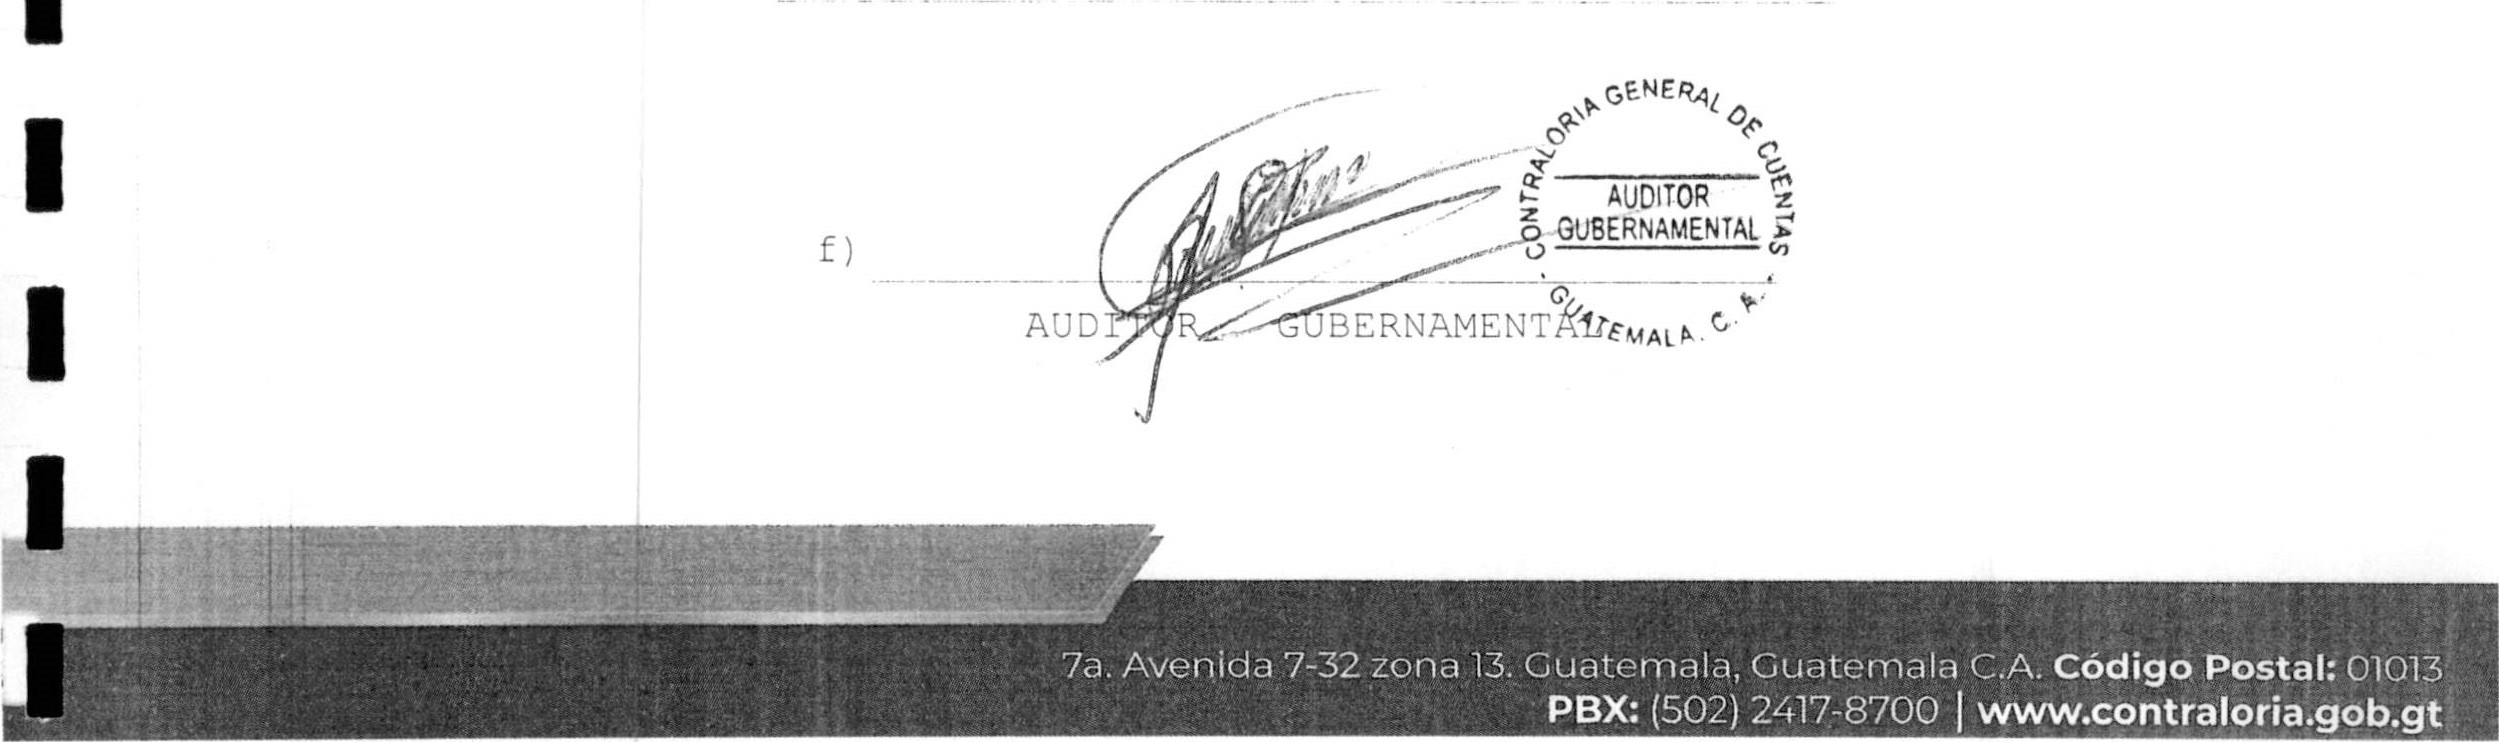 CONTRALORIA GENERAL DE CUENTAS
AUDITOR
GUBERNAMENTAL
- GUATEMALA. C. A. -
f)
AUDITOR GUBERNAMENTAL
7a. Avenida 7-32 zona 13. Guatemala, Guatemala C.A. Código Postal: 01013
PBX: (502) 2417-8700 | www.contraloria.gob.gt